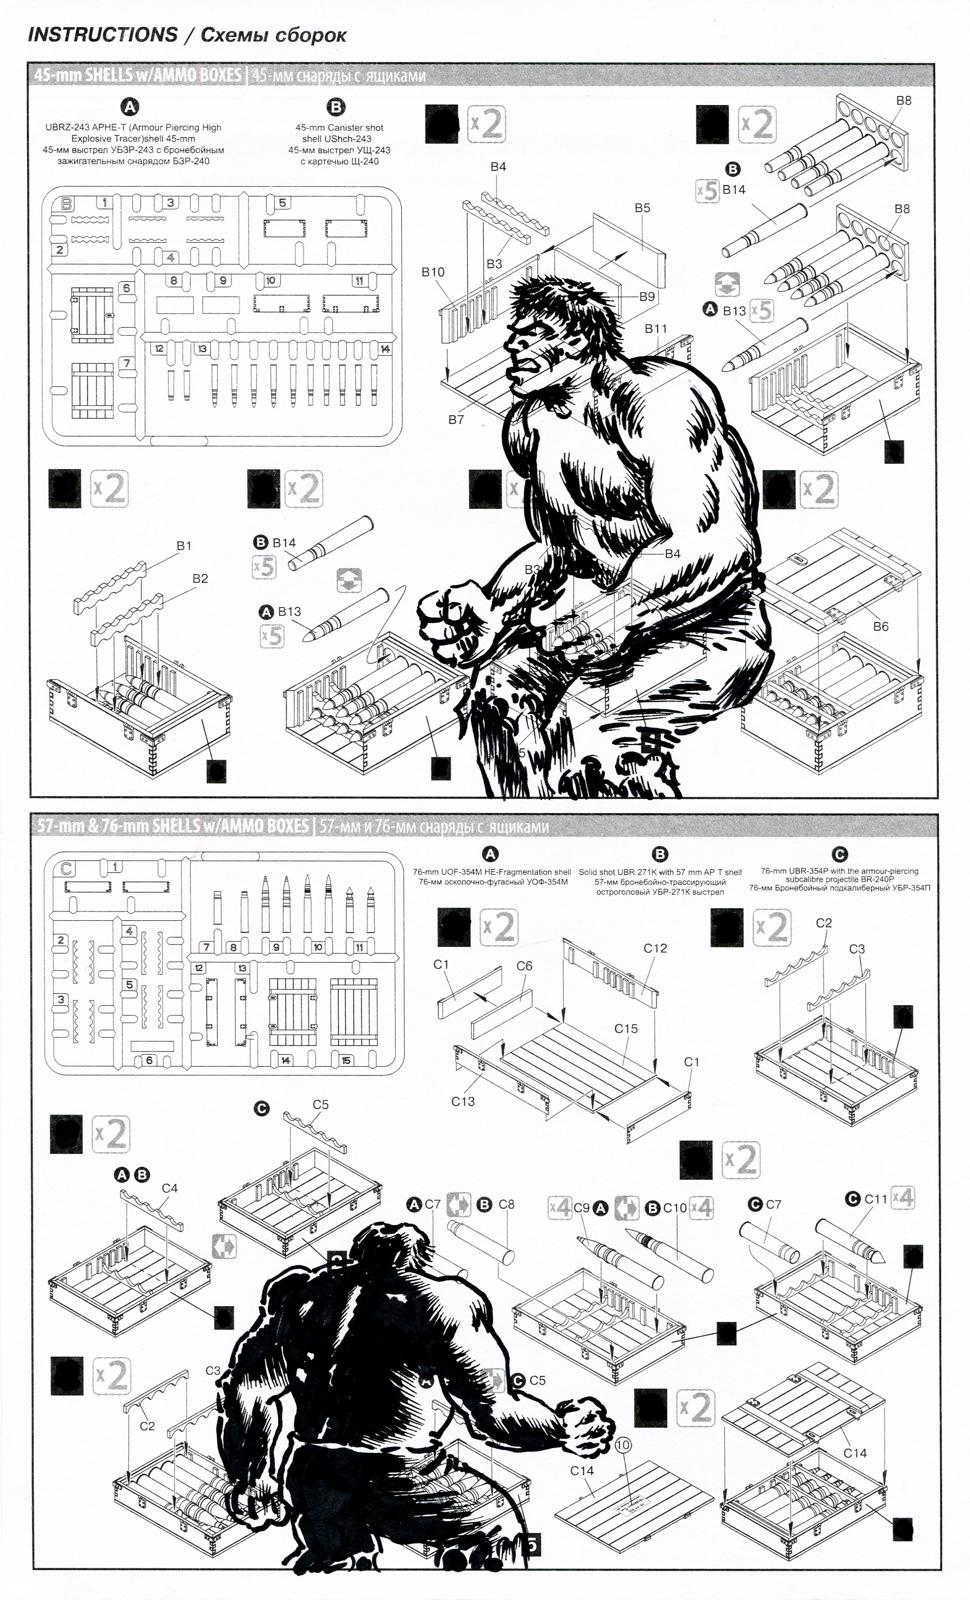 INSTRUCTIONS / Схемы сборок
45-mm SHELLS w/AMMO BOXES | 45-мм снаряды с ящиками
A
UBRZ-243 APHE-T (Armour Piercing High
Explosive Tracer)shell 45-mm
45-мм выстрел УБЗР-243 с бронебойным
зажигательным снарядом БЗР-240
B
45-mm Canister shot
shell UShch-243
45-мм выстрел УЩ-243
с картечью Щ-240
B
1
3
5
2
4
6
8
9
10
11
7
12
13
14
x2
B4
B5
B3
B10
B9
B11
B7
x2
B8
B
x5 B14
B8
A B13 x5
x2
B1
B2
x2
B B14
x5
A B13
x5
x
B4
B3
5
x2
B6
57-mm & 76-mm SHELLS w/AMMO BOXES | 57-мм и 76-мм снаряды с ящиками
C
1
2
4
3
5
6
7
8
9
10
11
12
13
14
15
A
76-mm UOF-354M HE-Fragmentation shell
76-мм осколочно-фугасный УОФ-354М
B
Solid shot UBR 271K with 57 mm AP T shell
57-мм бронебойно-трассирующий
остроголовый УБР-271К выстрел
C
76-mm UBR-354P with the armour-piercing
subcalibre projectile BR-240P
76-мм Бронебойный подкалиберный УБР-354П
x2
C1
C6
C12
C15
C13
C1
x2
C2
C3
x2
A B
C4
C
C5
x2
A C7
B C8
x4 C9 A
B C10 x4
C C7
C C11 x4
x2
C2
C3
A
C C5
5
x2
10
C14
C14